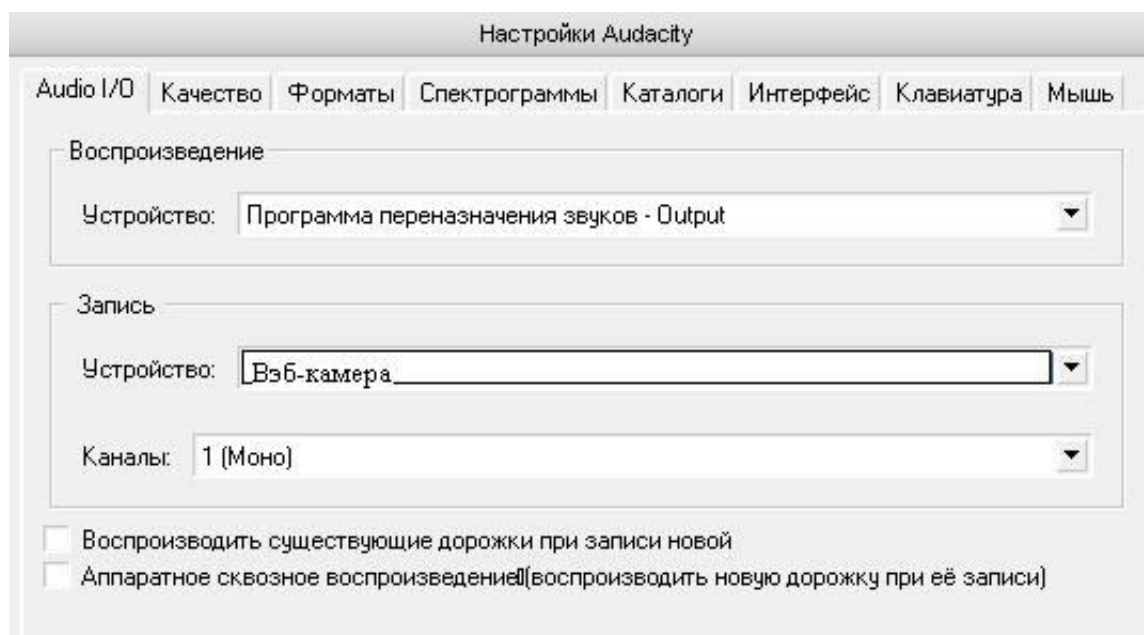 Настройки Audacity
Audio I/O Качество Форматы Спектрограммы Каталоги Интерфейс Клавиатура Мышь
Воспроизведение
Устройство: Программа переназначения звуков - Output
Запись
Устройство: Вэб-камера
Каналы: 1 (Моно)
Воспроизводить существующие дорожки при записи новой
Аппаратное сквозное воспроизведение▯(воспроизводить новую дорожку при её записи)